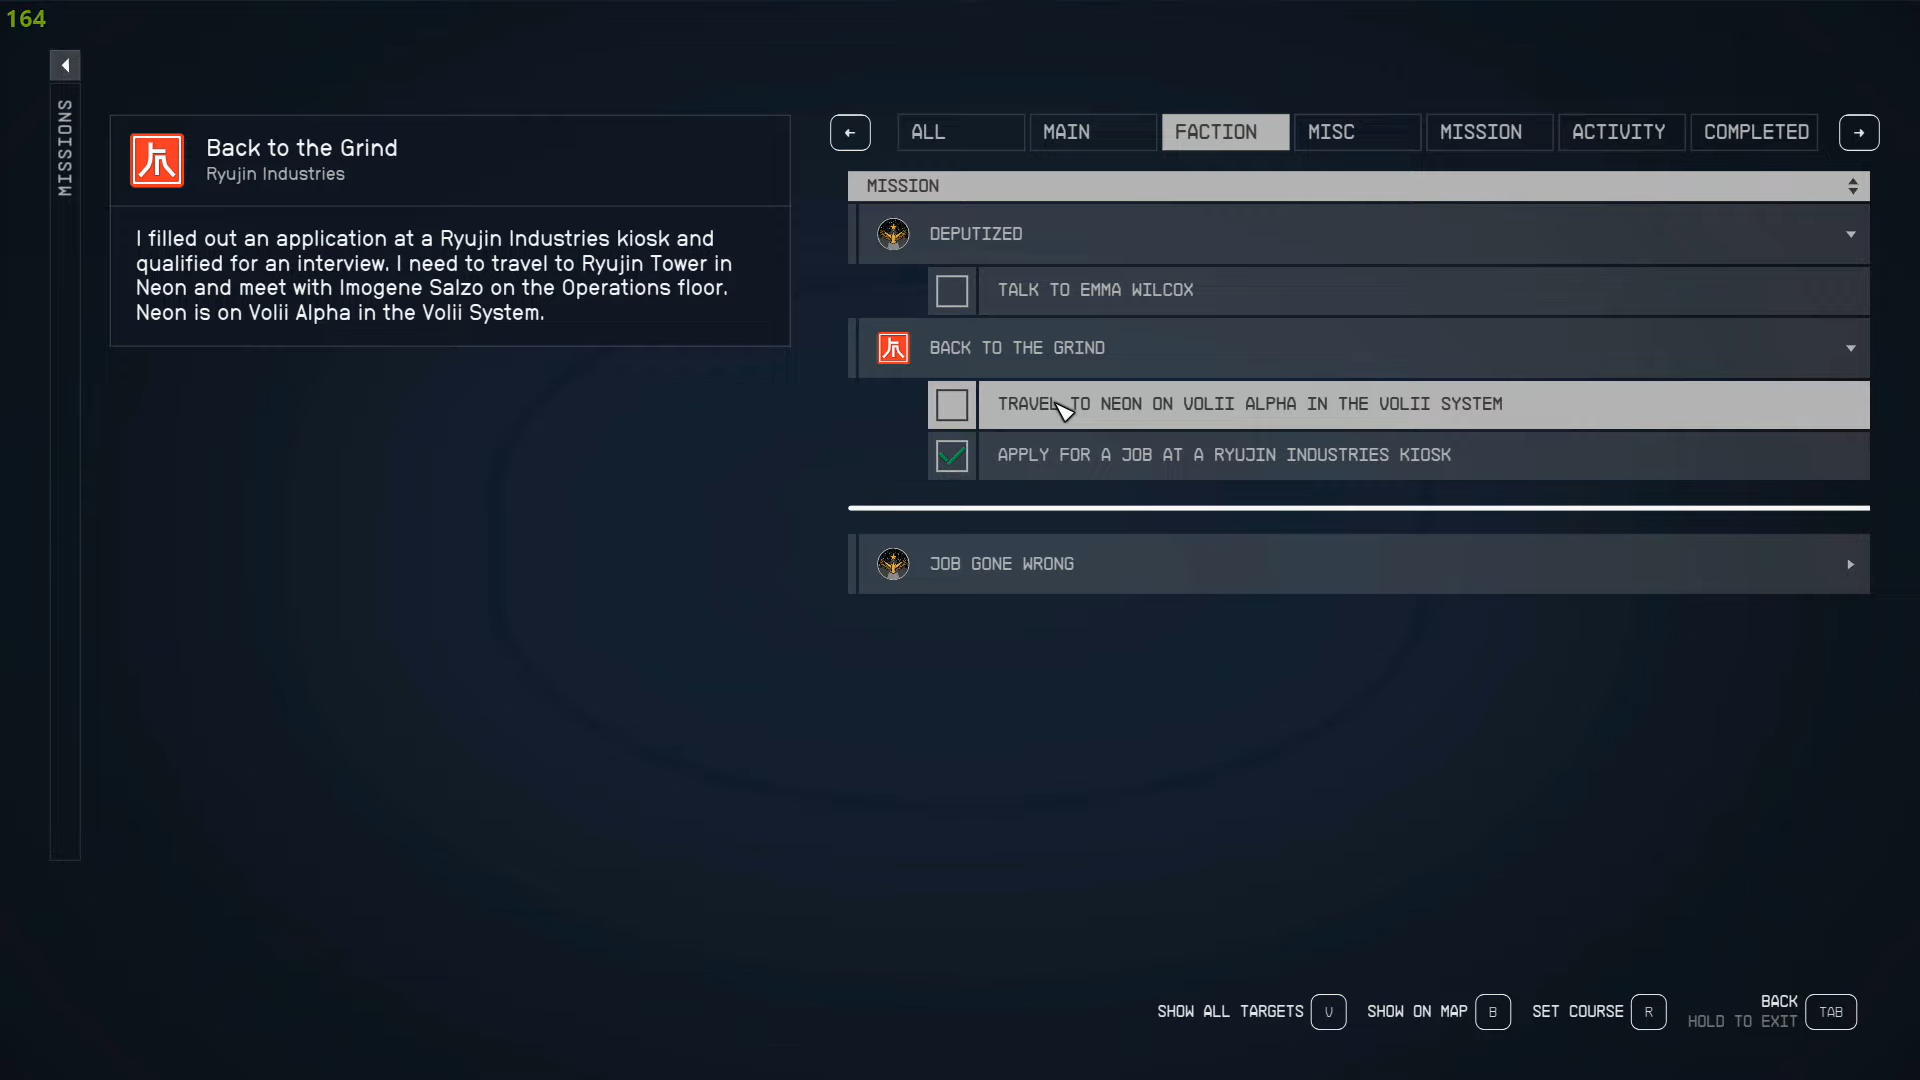 164
MISSIONS
Back to the Grind
Ryujin Industries
I filled out an application at a Ryujin Industries kiosk and
qualified for an interview. I need to travel to Ryujin Tower in
Neon and meet with Imogene Salzo on the Operations floor.
Neon is on Volii Alpha in the Volii System.
ALL MAIN FACTION MISC MISSION ACTIVITY COMPLETED
MISSION
DEPUTIZED
TALK TO EMMA WILCOX
BACK TO THE GRIND
TRAVEL TO NEON ON VOLII ALPHA IN THE VOLII SYSTEM
APPLY FOR A JOB AT A RYUJIN INDUSTRIES KIOSK
JOB GONE WRONG
SHOW ALL TARGETS V SHOW ON MAP B SET COURSE R BACK TAB
HOLD TO EXIT